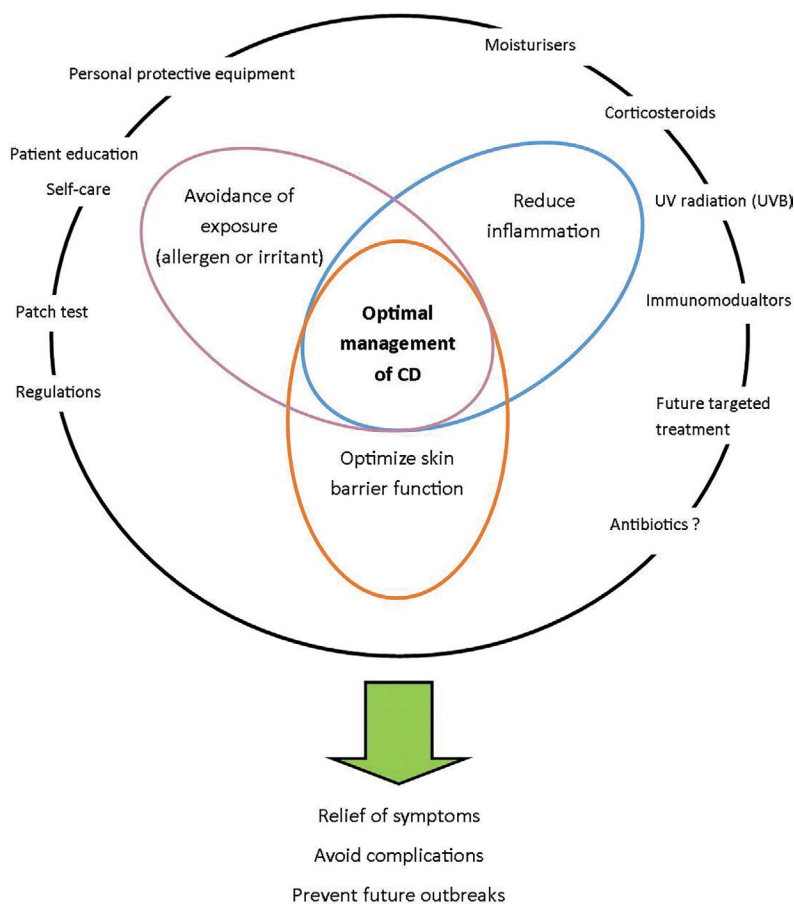 Moisturisers
Personal protective equipment
Corticosteroids
Patient education
Self-care
Avoidance of
exposure
(allergen or irritant)
Reduce
inflammation
UV radiation (UVB)
Patch test
Optimal
management
of CD
Immunomodualtors
Regulations
Future targeted
treatment
Optimize skin
barrier function
Antibiotics ?
Relief of symptoms
Avoid complications
Prevent future outbreaks